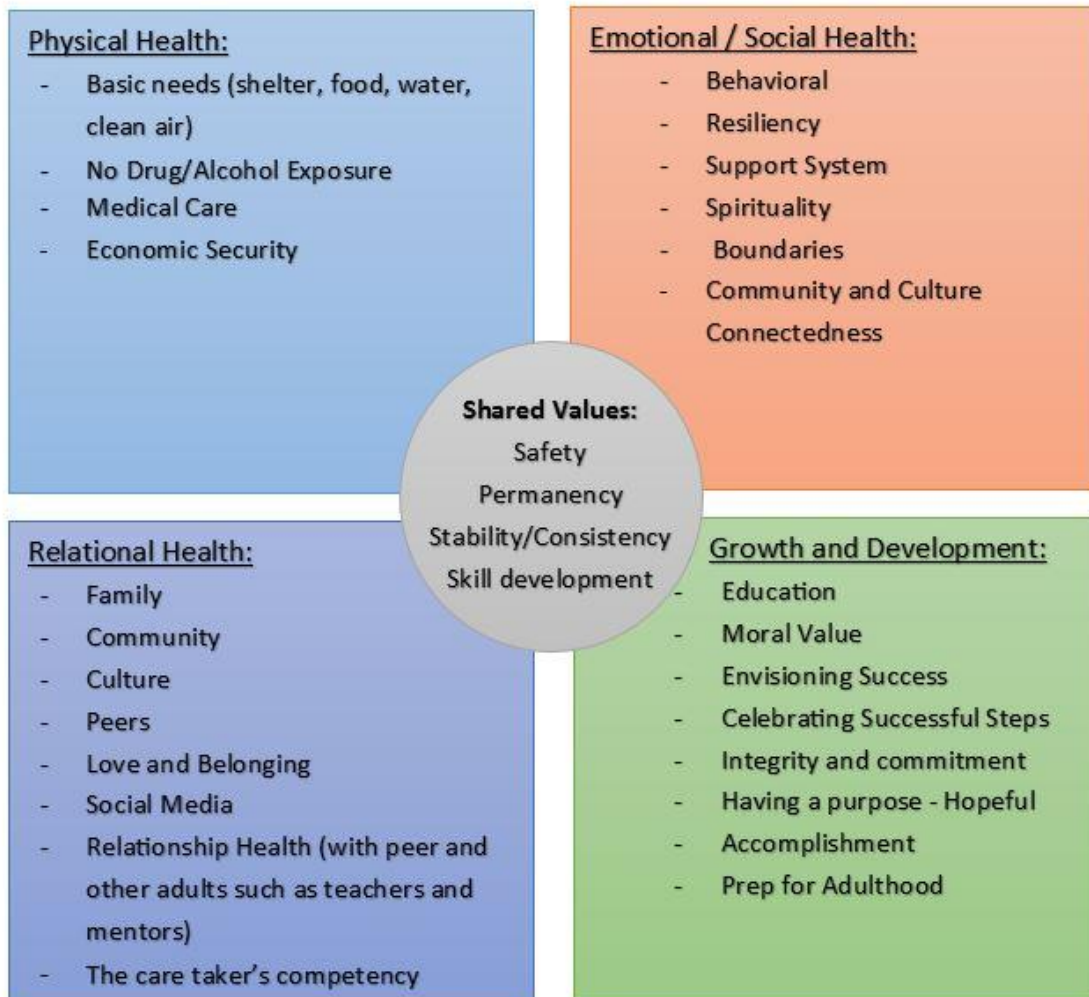 Physical Health:
- Basic needs (shelter, food, water,
clean air)
- No Drug/Alcohol Exposure
- Medical Care
- Economic Security
Emotional / Social Health:
- Behavioral
- Resiliency
- Support System
- Spirituality
- Boundaries
- Community and Culture
Connectedness
Shared Values:
Safety
Permanency
Stability/Consistency
Skill development
Relational Health:
- Family
- Community
- Culture
- Peers
- Love and Belonging
- Social Media
- Relationship Health (with peer and
other adults such as teachers and
mentors)
- The care taker's competency
Growth and Development:
- Education
- Moral Value
- Envisioning Success
- Celebrating Successful Steps
- Integrity and commitment
- Having a purpose - Hopeful
- Accomplishment
- Prep for Adulthood